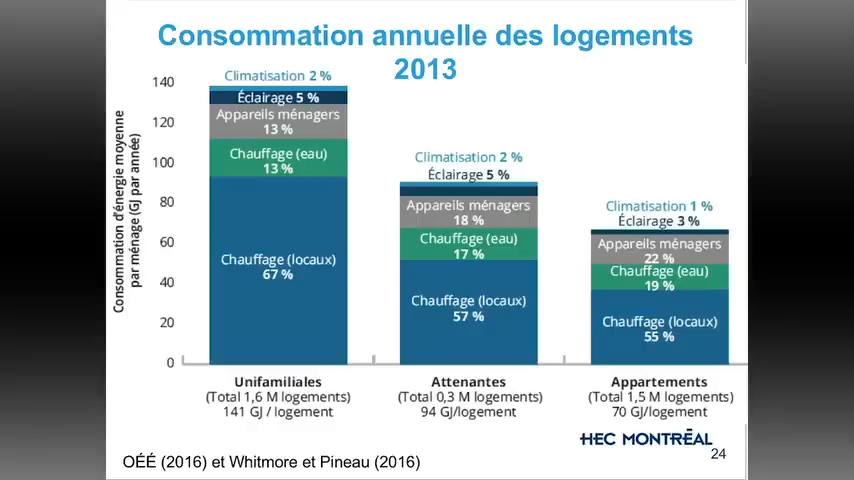 Consommation annuelle des logements
2013
Consommation d'énergie moyenne
par ménage (GJ par année)
140
120
100
80
60
40
20
0
Climatisation 2 %
Éclairage 5 %
Appareils ménagers
13 %
Chauffage (eau)
13 %
Chauffage (locaux)
67 %
Climatisation 2 %
Éclairage 5 %
Appareils ménagers
18 %
Chauffage (eau)
17 %
Chauffage (locaux)
57 %
Climatisation 1 %
Éclairage 3 %
Appareils ménagers
22 %
Chauffage (eau)
19 %
Chauffage (locaux)
55 %
Unifamiliales
(Total 1,6 M logements)
141 GJ / logement
Attenantes
(Total 0,3 M logements)
94 GJ/logement
Appartements
(Total 1,5 M logements)
70 GJ/logement
HEC MONTRÉAL
24
OÉÉ (2016) et Whitmore et Pineau (2016)